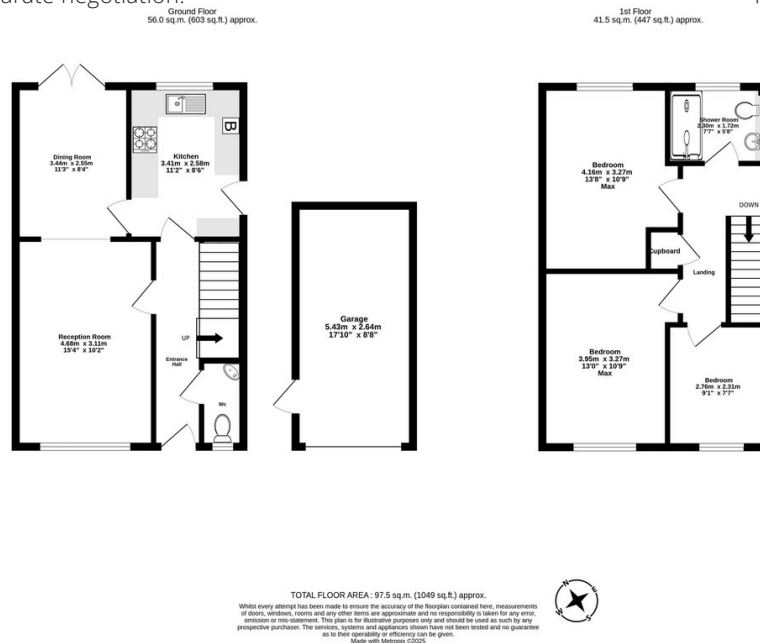 arate negotiation.
Ground Floor
56.0 sq.m. (603 sq.ft.) approx.
1st Floor
41.5 sq.m. (447 sq.ft.) approx.
Dining Room
3.44m x 2.55m
11'3" x 8'4"
Kitchen
3.41m x 2.58m
11'2" x 8'6"
B
Reception Room
4.68m x 3.11m
15'4" x 10'2"
UP
Entrance
Hall
Wc
Garage
5.43m x 2.64m
17'10" x 8'8"
Bedroom
4.16m x 3.27m
13'8" x 10'9"
Max
Shower Room
2.30m x 1.72m
7'7" x 5'8"
DOWN
Cupboard
Landing
Bedroom
3.95m x 3.27m
13'0" x 10'9"
Max
Bedroom
2.76m x 2.31m
9'1" x 7'7"
TOTAL FLOOR AREA : 97.5 sq.m. (1049 sq.ft.) approx.
Whilst every attempt has been made to ensure the accuracy of the floorplan contained here, measurements
of doors, windows, rooms and any other items are approximate and no responsibility is taken for any error,
omission or mis-statement. This plan is for illustrative purposes only and should be used as such by any
prospective purchaser. The services, systems and appliances shown have not been tested and no guarantee
as to their operability or efficiency can be given.
Made with Metropix ©2025
N
E
S
W